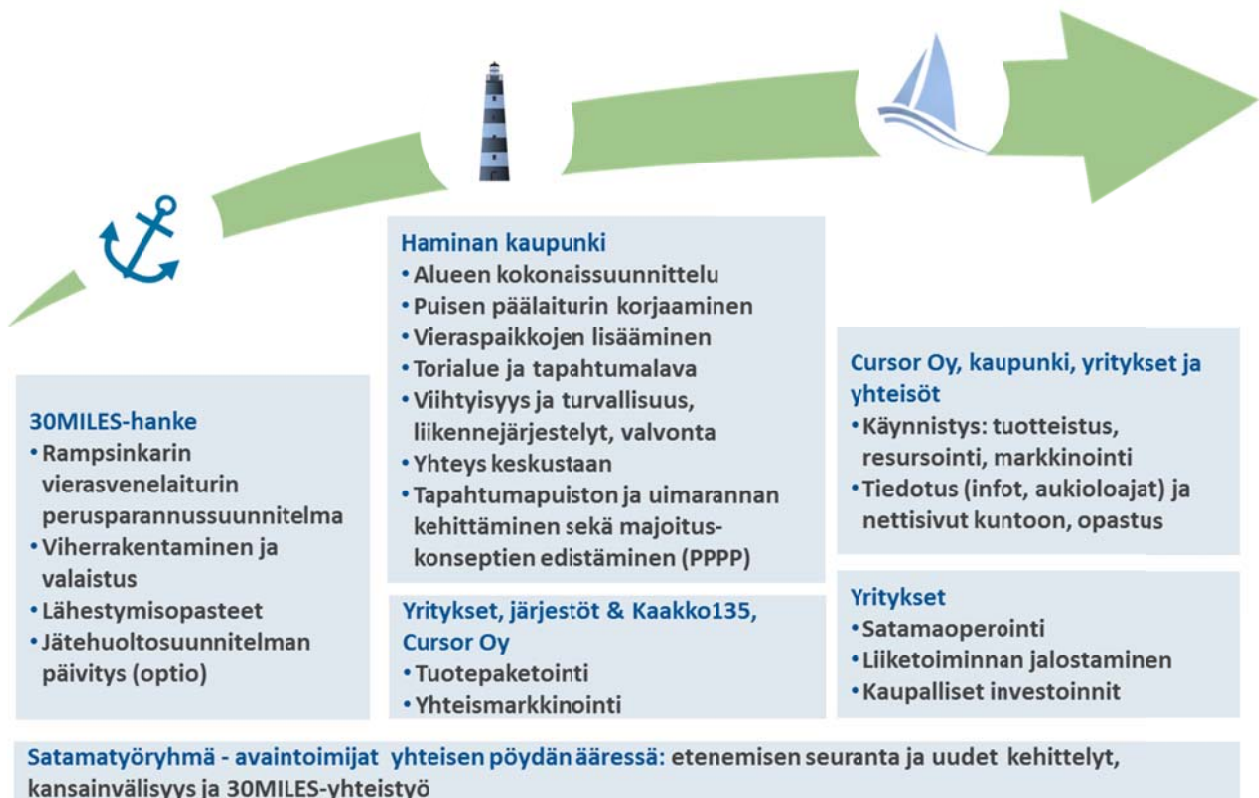 30MILES-hanke
• Rampsinkarin
vierasvenelaiturin
perusparannussuunnitelma
• Viherrakentaminen ja
valaistus
• Lähestymisopasteet
• Jätehuoltosuunnitelman
päivitys (optio)
Haminan kaupunki
• Alueen kokonaissuunnittelu
• Puisen päälaiturin korjaaminen
• Vieraspaikkojen lisääminen
• Torialue ja tapahtumalava
• Viihtyisyys ja turvallisuus,
liikennejärjestelyt, valvonta
• Yhteys keskustaan
• Tapahtumapuiston ja uimarannan
kehittäminen sekä majoitus-
konseptien edistäminen (PPPP)
Yritykset, järjestöt & Kaakko135,
Cursor Oy
• Tuotepaketointi
• Yhteismarkkinointi
Cursor Oy, kaupunki, yritykset ja
yhteisöt
• Käynnistys: tuotteistus,
resursointi, markkinointi
• Tiedotus (infot, aukioloajat) ja
nettisivut kuntoon, opastus
Yritykset
• Satamaoperointi
• Liiketoiminnan jalostaminen
• Kaupalliset investoinnit
Satamatyöryhmä - avaintoimijat yhteisen pöydän ääressä: etenemisen seuranta ja uudet kehittelyt,
kansainvälisyys ja 30MILES-yhteistyö